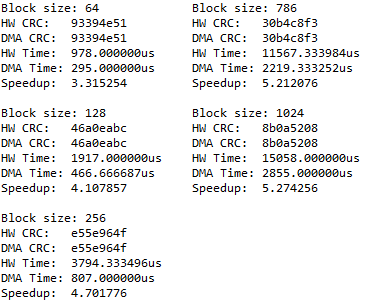 Block size: 64
HW CRC: 93394e51
DMA CRC: 93394e51
HW Time: 978.000000us
DMA Time: 295.000000us
Speedup: 3.315254
Block size: 128
HW CRC: 46a0eabc
DMA CRC: 46a0eabc
HW Time: 1917.000000us
DMA Time: 466.666687us
Speedup: 4.107857
Block size: 256
HW CRC: e55e964f
DMA CRC: e55e964f
HW Time: 3794.333496us
DMA Time: 807.000000us
Speedup: 4.701776
Block size: 786
HW CRC: 30b4c8f3
DMA CRC: 30b4c8f3
HW Time: 11567.333984us
DMA Time: 2219.333252us
Speedup: 5.212076
Block size: 1024
HW CRC: 8b0a5208
DMA CRC: 8b0a5208
HW Time: 15058.000000us
DMA Time: 2855.000000us
Speedup: 5.274256